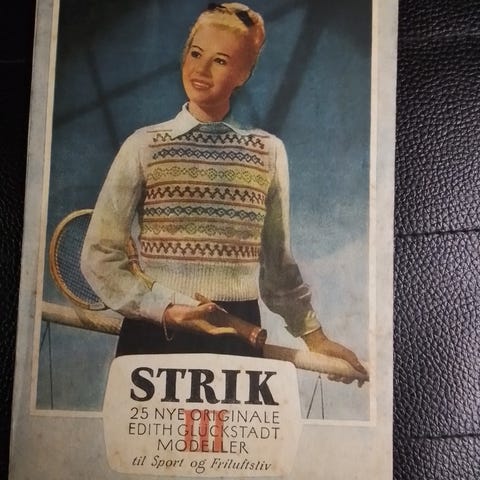 STRIK
25 NYE ORIGINALE
EDITH GLÜCKSTADT
MODELLER
til Sport og Friluftsliv